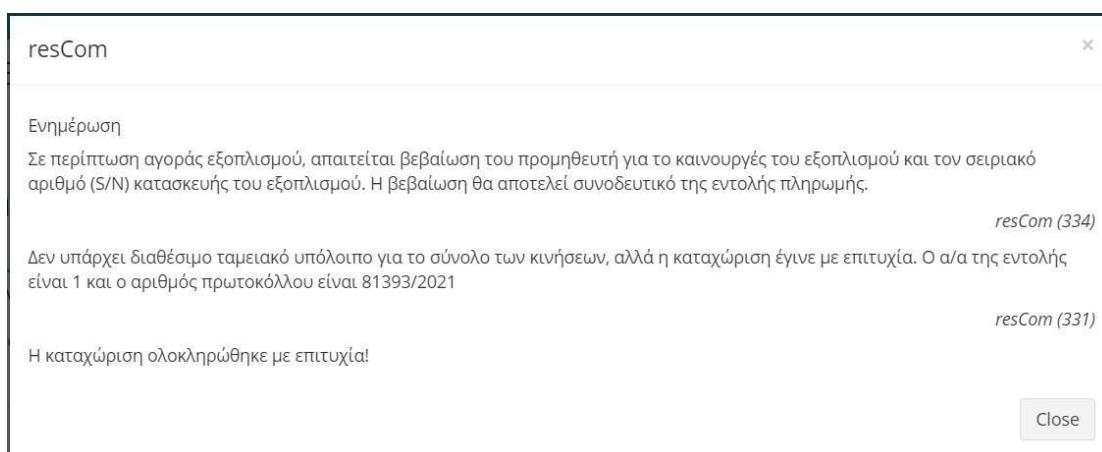 resCom
×
Ενημέρωση
Σε περίπτωση αγοράς εξοπλισμού, απαιτείται βεβαίωση του προμηθευτή για το καινουργές του εξοπλισμού και τον σειριακό
αριθμό (S/N) κατασκευής του εξοπλισμού. Η βεβαίωση θα αποτελεί συνοδευτικό της εντολής πληρωμής.
resCom (334)
Δεν υπάρχει διαθέσιμο ταμειακό υπόλοιπο για το σύνολο των κινήσεων, αλλά η καταχώριση έγινε με επιτυχία. Ο α/α της εντολής
είναι 1 και ο αριθμός πρωτοκόλλου είναι 81393/2021
resCom (331)
Η καταχώριση ολοκληρώθηκε με επιτυχία!
Close